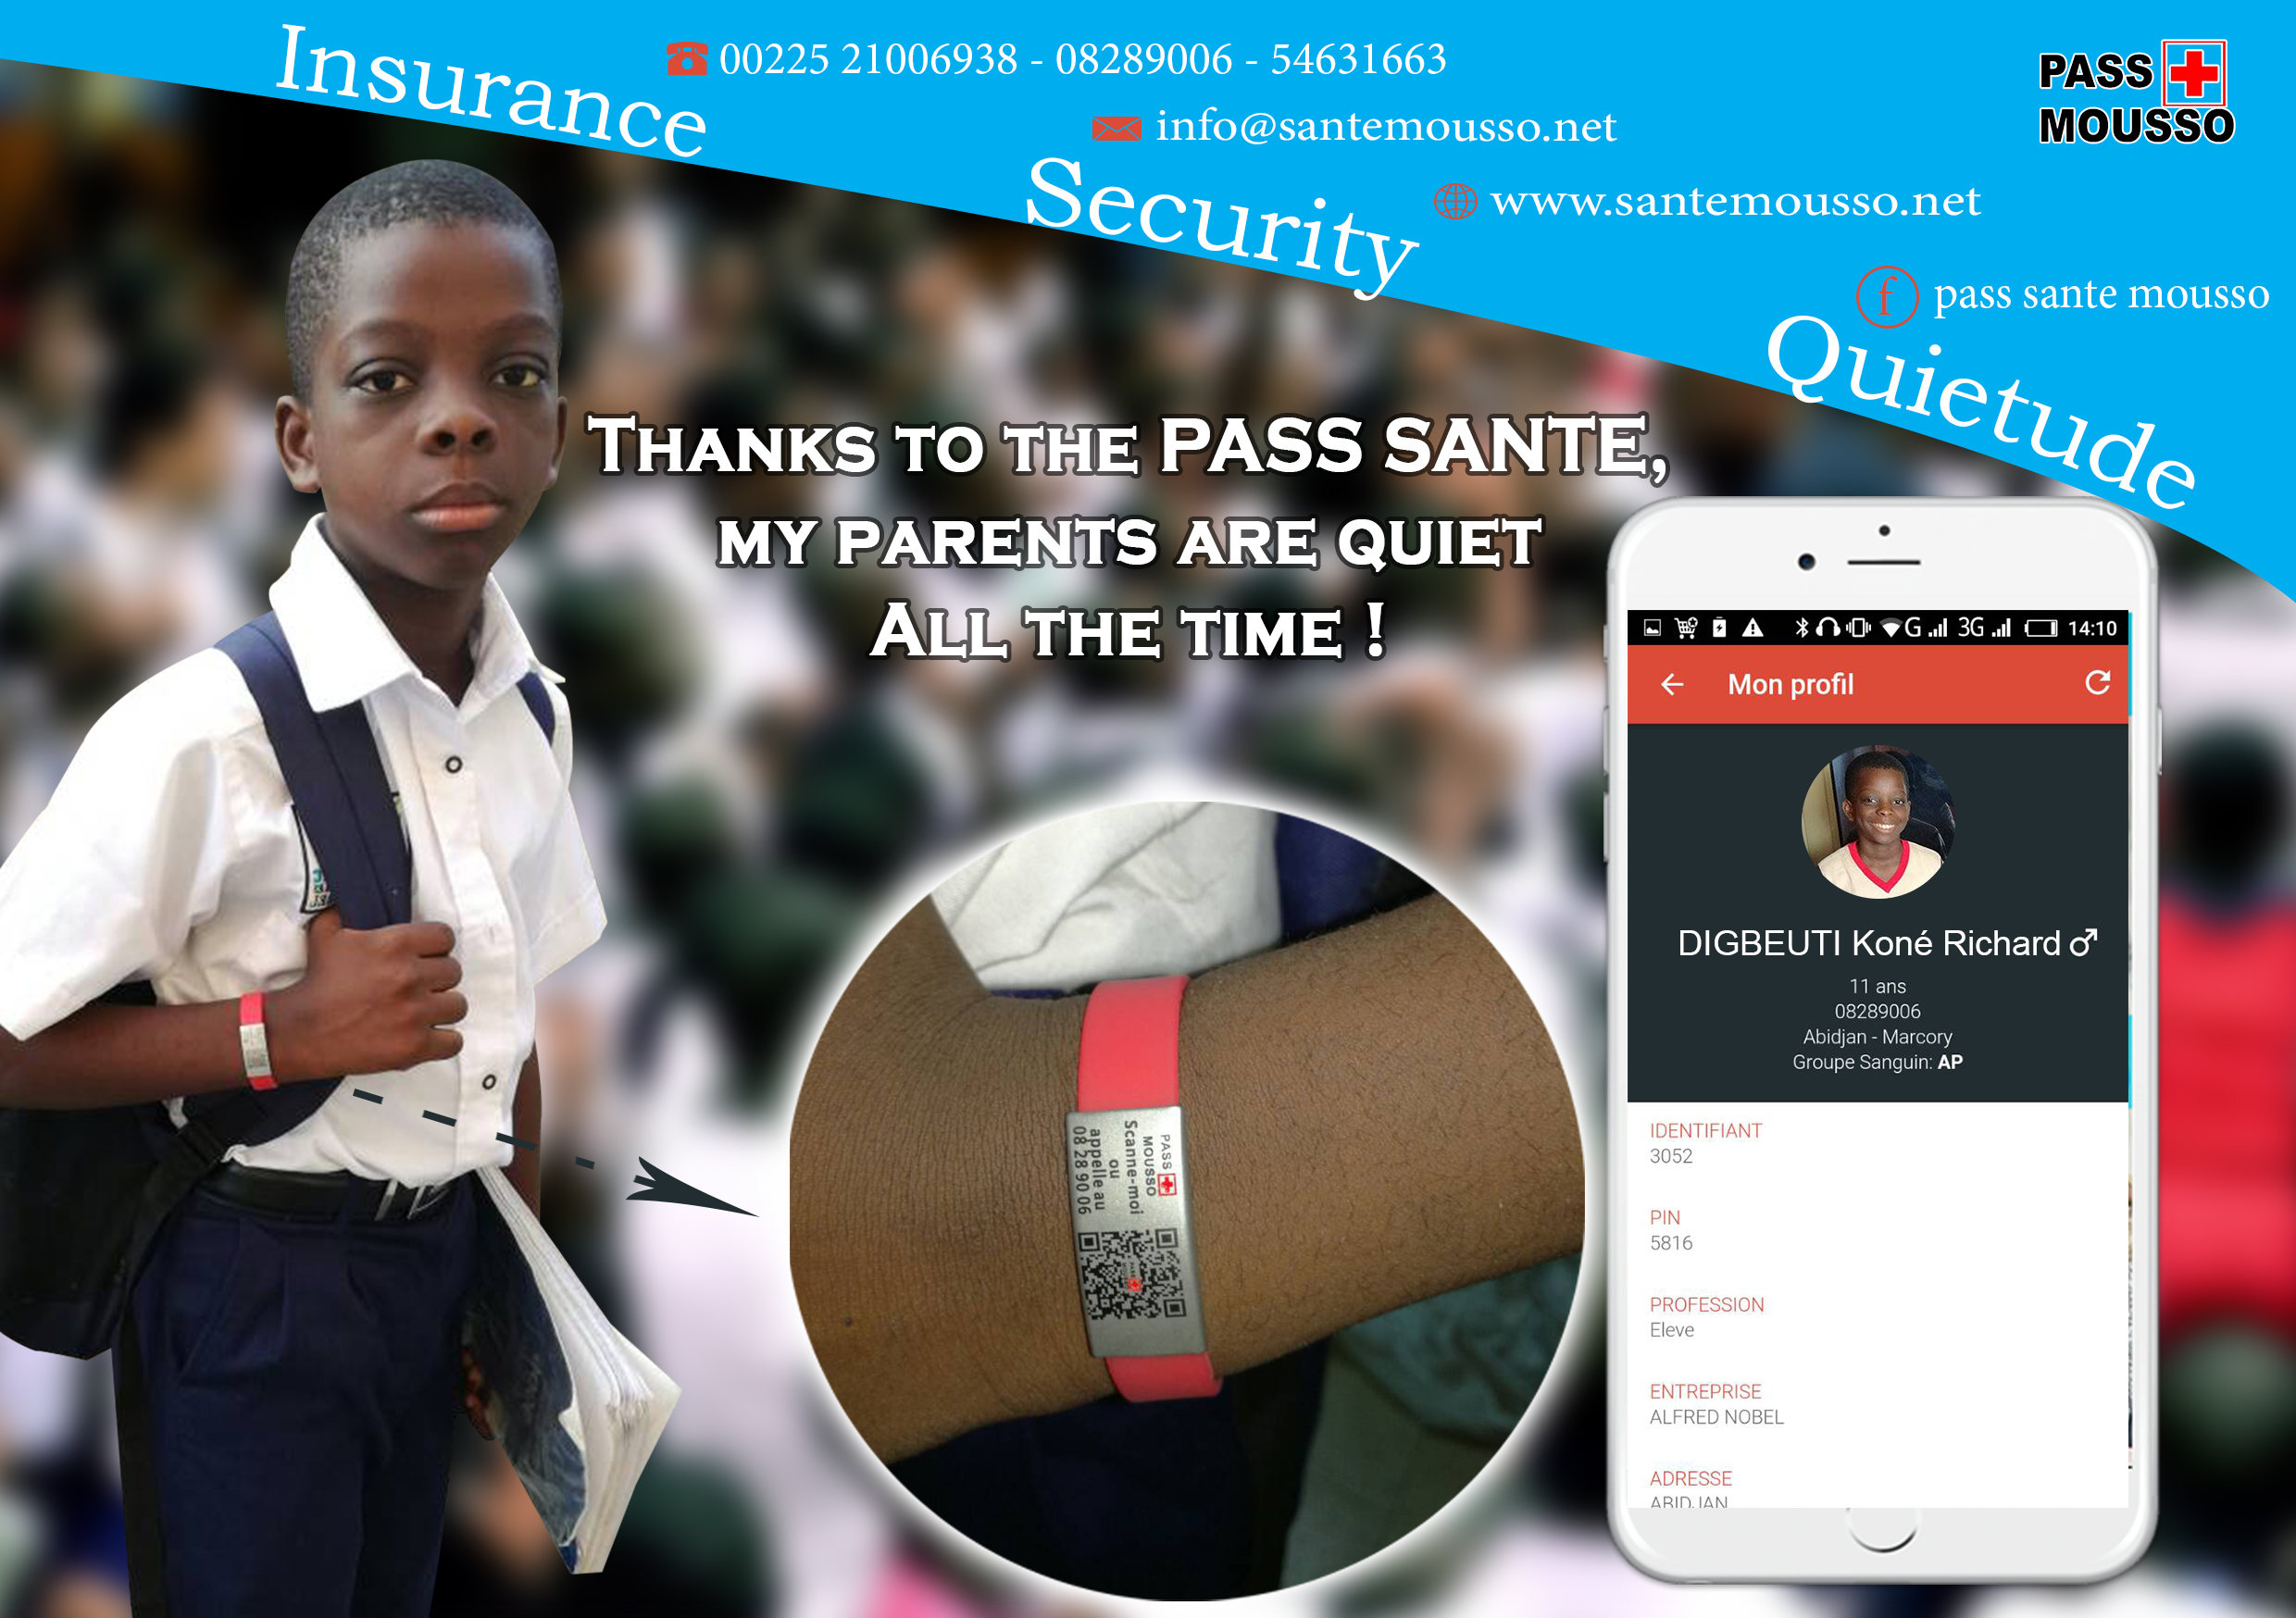 Insurance
00225 21006938 - 08289006 - 54631663
info@santemousso.net
Security
www.santemousso.net
pass sante mousso
Quietude
PASS
MOUSSO
THANKS TO THE PASS SANTE,
MY PARENTS ARE QUIET
ALL THE TIME !
PASS
MOUSSO
Scanne-moi
ou
appelle au
08 28 90 06
G 3G 14:10
Mon profil
DIGBEUTI Koné Richard ♂
11 ans
08289006
Abidjan - Marcory
Groupe Sanguin: AP
IDENTIFIANT
3052
PIN
5816
PROFESSION
Eleve
ENTREPRISE
ALFRED NOBEL
ADRESSE
ABIDJAN